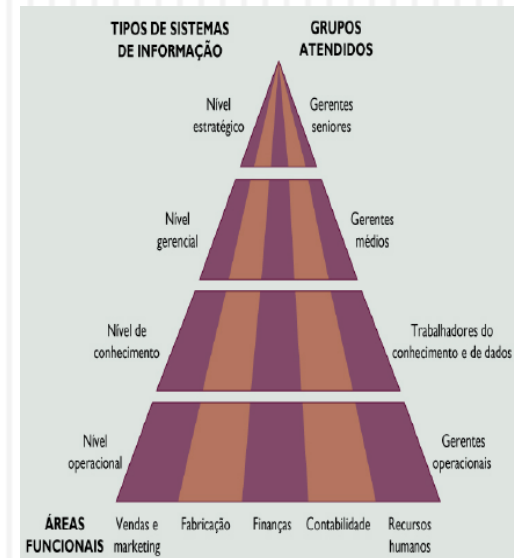 TIPOS DE SISTEMAS
DE INFORMAÇÃO
GRUPOS
ATENDIDOS
Nível
estratégico
Gerentes
seniores
Nível
gerencial
Gerentes
médios
Nível de
conhecimento
Trabalhadores do
conhecimento e de dados
Nível
operacional
Gerentes
operacionais
ÁREAS
FUNCIONAIS
Vendas e
marketing
Fabricação
Finanças
Contabilidade
Recursos
humanos